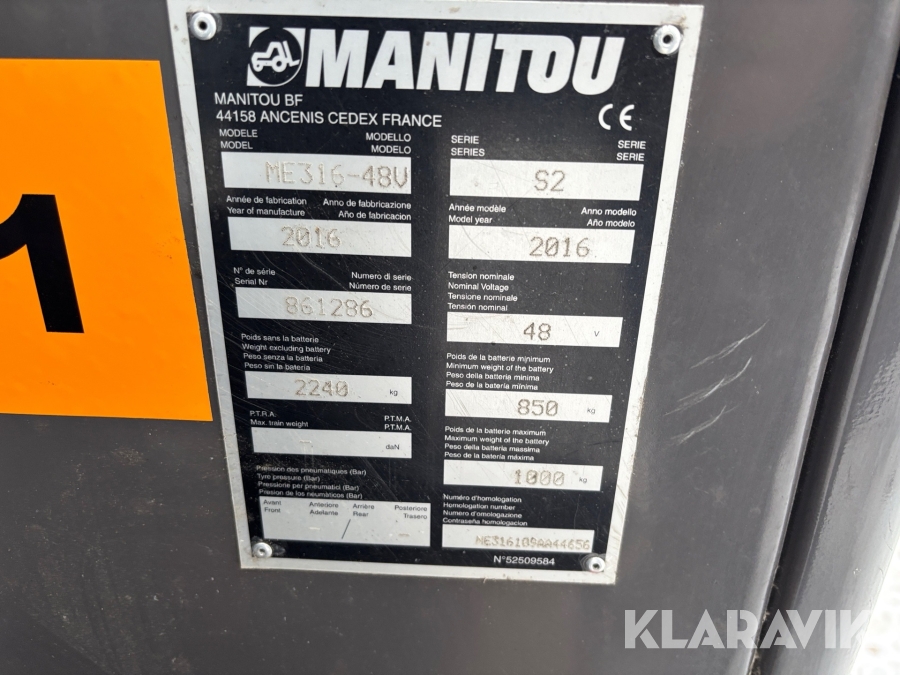 1
MANITOU
MANITOU BF
44158 ANCENIS CEDEX FRANCE
CE
MODELE MODELLO
MODEL MODELO
ME316-48V
SERIE SERIE
SERIES SERIE
S2
Année de fabrication Anno de fabbricazione
Year of manufacture Año de fabricacion
2016
Année modèle Anno modello
Model year Año modelo
2016
N° de série Numero di serie
Serial Nr Número de serie
861286
Tension nominale
Nominal Voltage
Tensione nominale
Tensión nominal
48 V
Poids sans la batterie
Weight excluding battery
Peso senza la bateria
Peso sin la bateria
2240 kg
Poids de la batterie minimum
Minimum weight of the battery
Peso della batteria minima
Peso de la batería mínima
850 kg
P.T.R.A. P.T.M.A.
Max. train weight P.T.M.A.
- daN
Poids de la batterie maximum
Maximum weight of the battery
Peso della batteria massima
Peso de la batería máxima
1000 kg
Pression des pneumatiques (Bar)
Tyre pressure (Bar)
Pressione per pneumatici (Bar)
Presion de los neumáticos (Bar)
Avant Anteriore Arrière Posteriore
Front Adelante Rear Trasero
/ -
Numéro d'homologation
Homologation number
Numero d'omologazione
Contraseña homologacion
ME316109AA44656
N°52509584
KLARAVIK